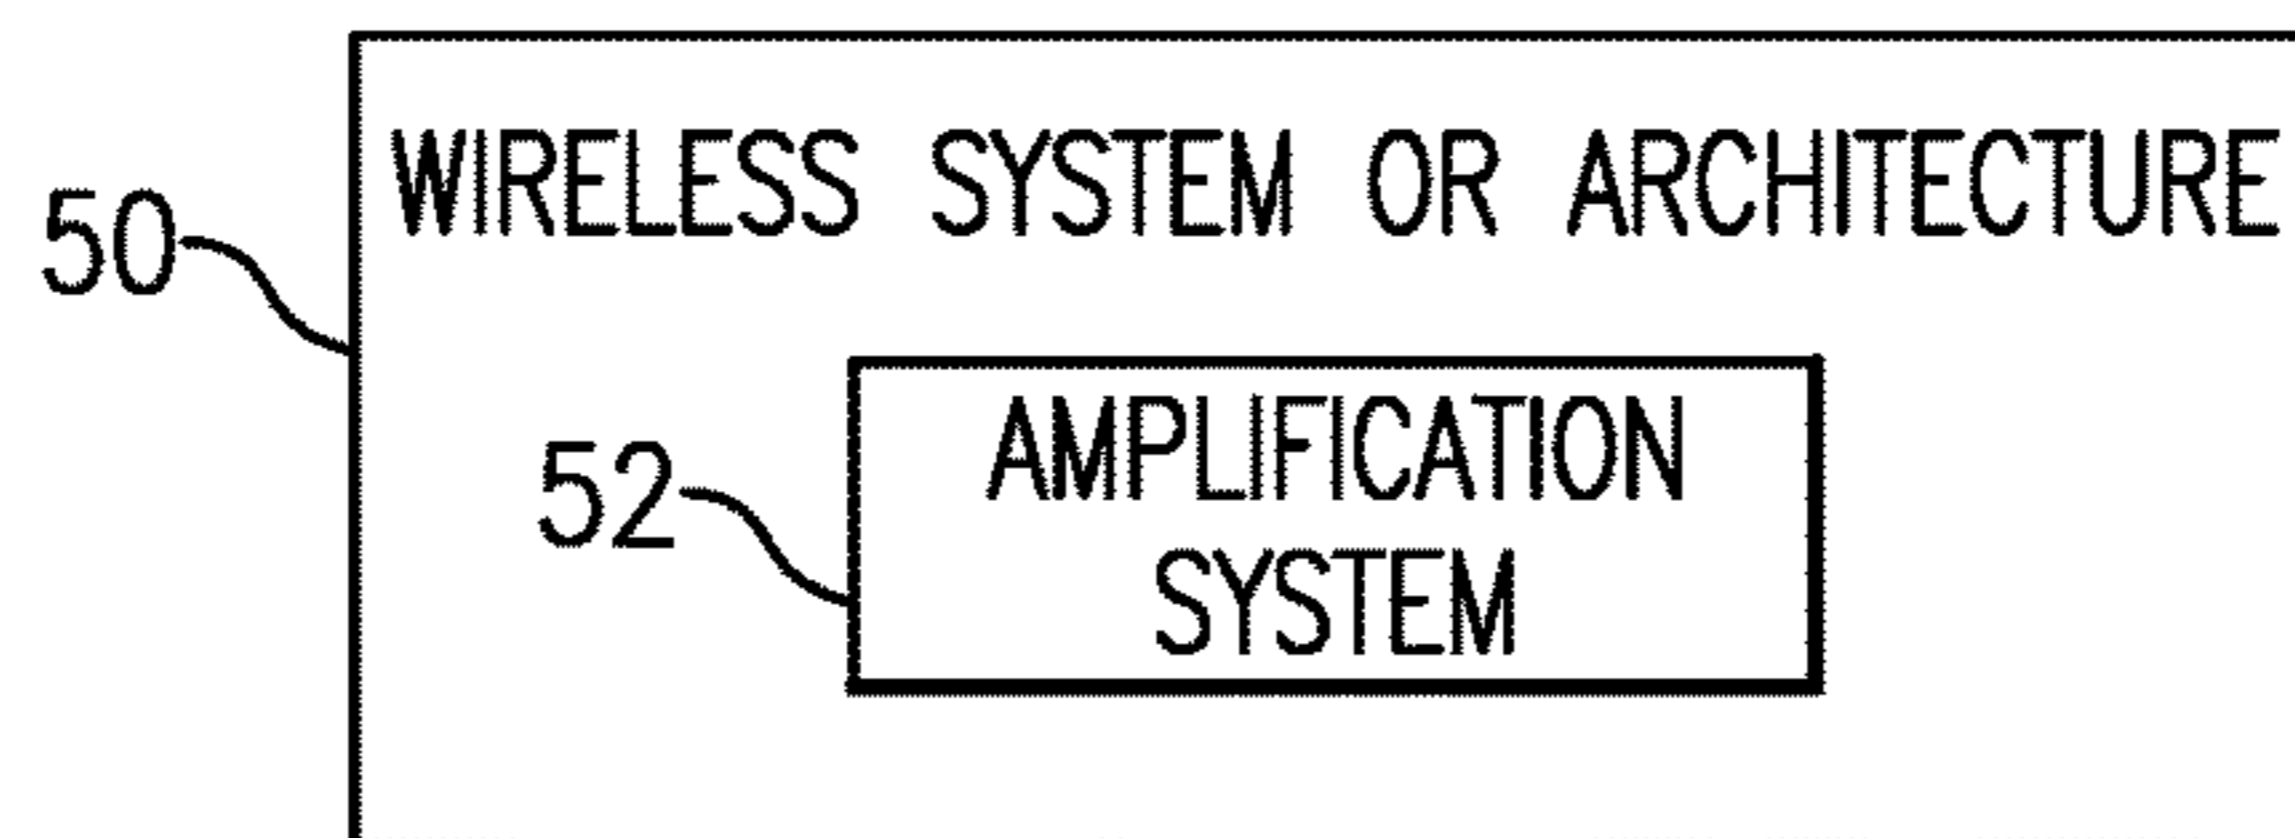 WIRELESS SYSTEM OR ARCHITECTURE
50
AMPLIFICATION
52
SYSTEM